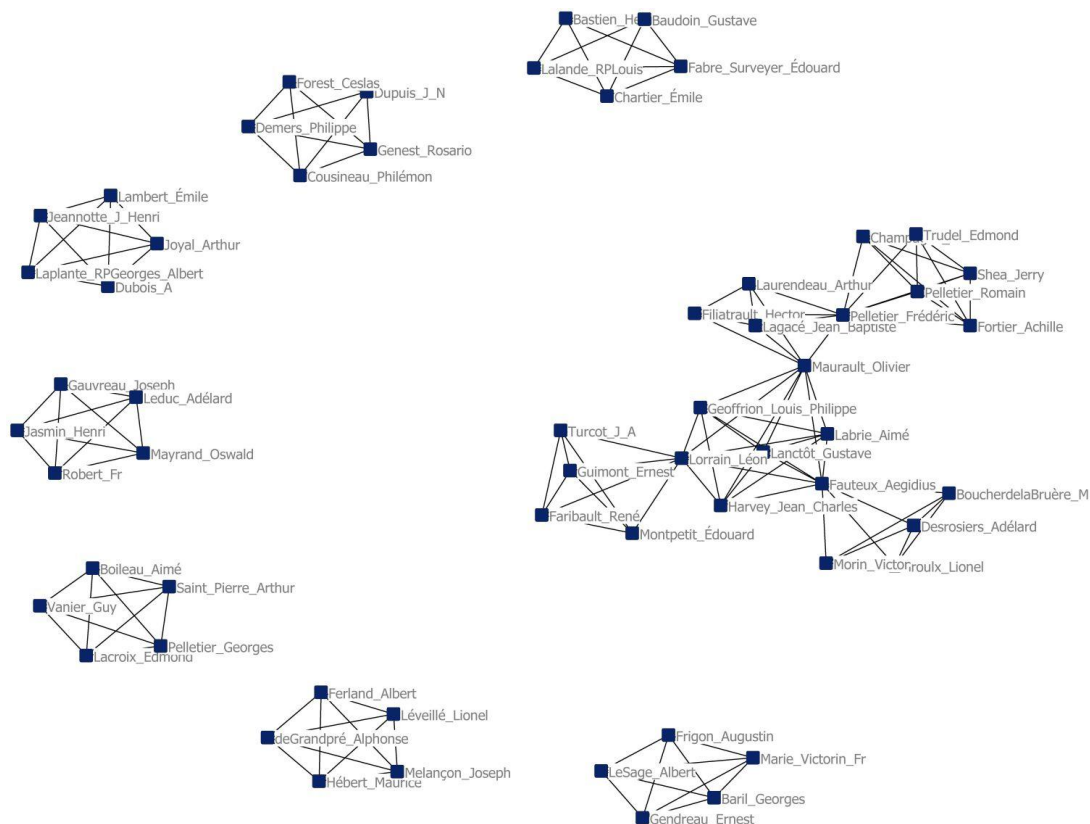 Bastien_He
Baudoin_Gustave
Lalande_RPLouis
Fabre_Surveyer_Édouard
Chartier_Émile
Forest_Ceslas
Dupuis_J_N
Demers_Philippe
Genest_Rosario
Cousineau_Philémon
Lambert_Émile
Jeannotte_J_Henri
Joyal_Arthur
Laplante_RPGeorges_Albert
Dubois_A
Champ
Trudel_Edmond
Shea_Jerry
Laurendeau_Arthur
Pelletier_Romain
Filiatrault_Hector
Pelletier_Frédéric
Lagacé_Jean_Baptiste
Fortier_Achille
Maurault_Olivier
Gauvreau_Joseph
Leduc_Adélard
Jasmin_Henri
Mayrand_Oswald
Robert_Fr
Geoffrion_Louis_Philippe
Turcot_J_A
Labrie_Aimé
Lanctôt_Gustave
Lorrain_Léon
Guimont_Ernest
Fauteux_Aegidius
BoucherdelaBruère_M
Harvey_Jean_Charles
Faribault_René
Desrosiers_Adélard
Montpetit_Édouard
Morin_Victor
roulx_Lionel
Boileau_Aimé
Saint_Pierre_Arthur
Vanier_Guy
Pelletier_Georges
Lacroix_Edmond
Ferland_Albert
Léveillé_Lionel
deGrandpré_Alphonse
Melançon_Joseph
Hébert_Maurice
Frigon_Augustin
Marie_Victorin_Fr
LeSage_Albert
Baril_Georges
Gendreau_Ernest